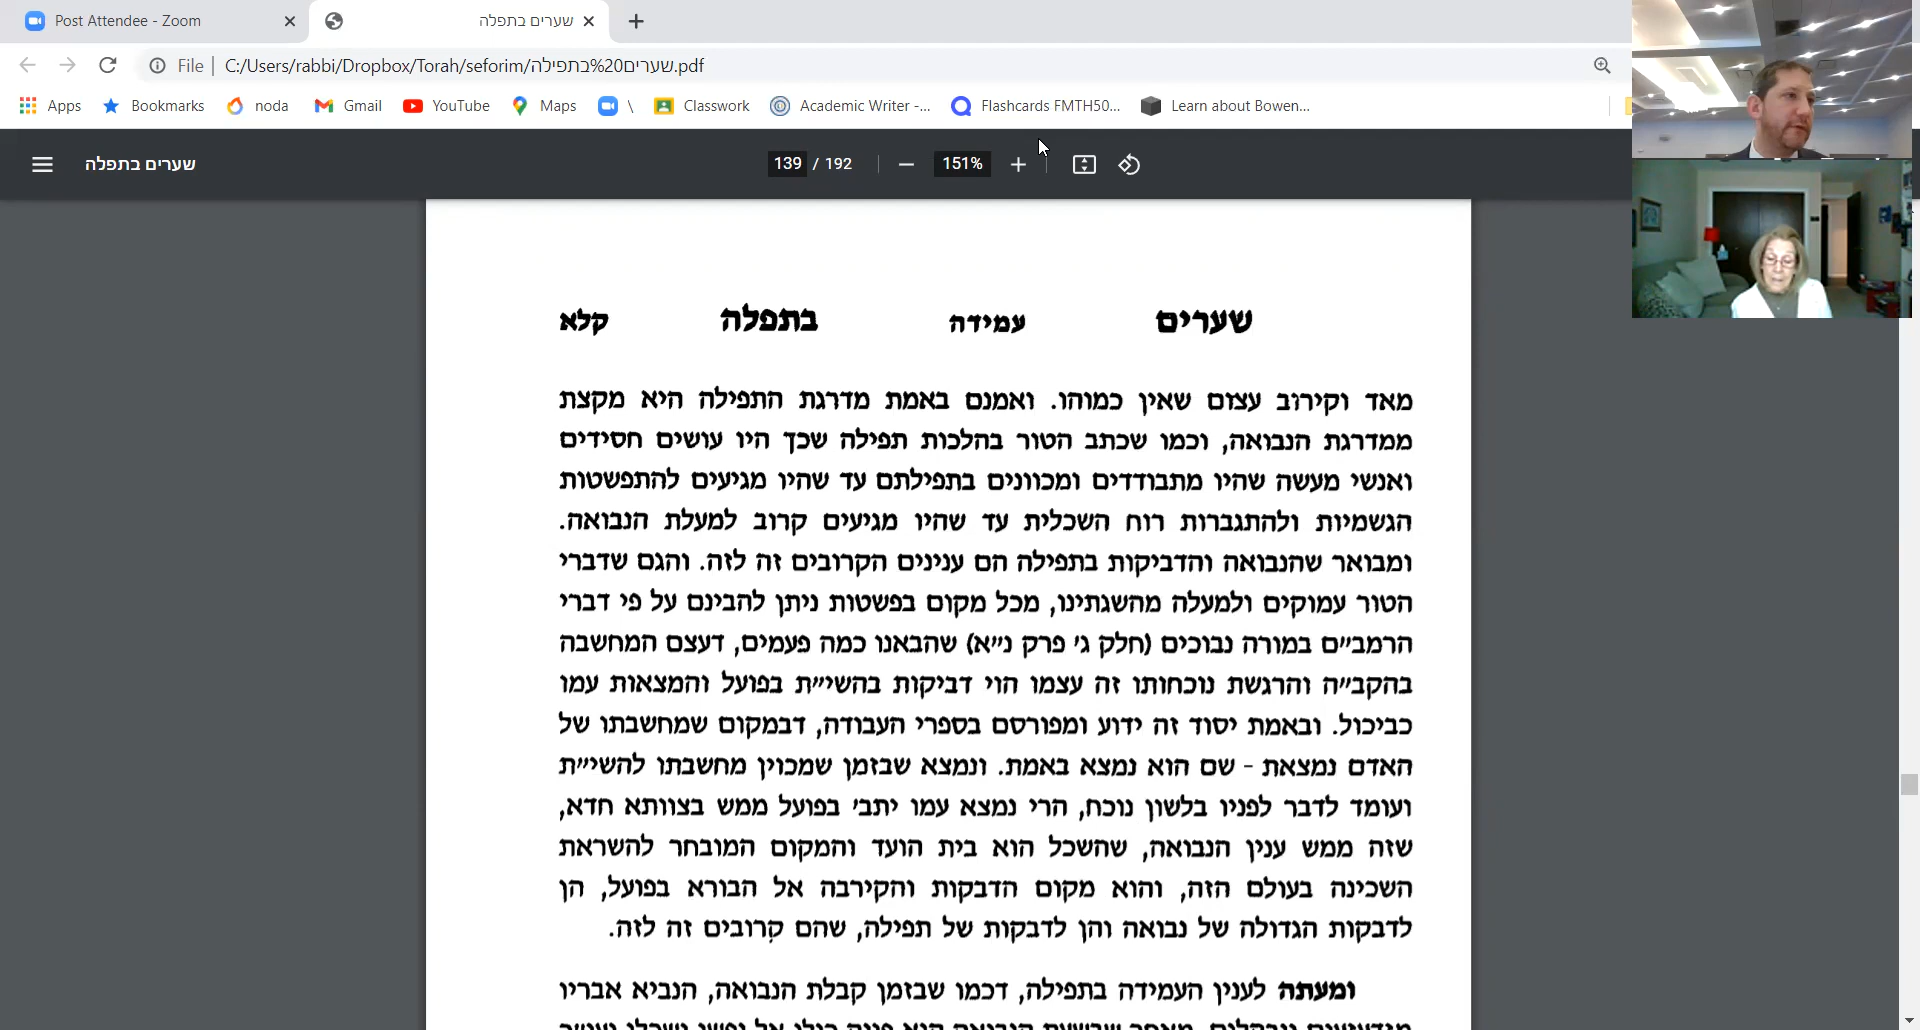 Post Attendee - Zoom
שערים בתפלה
File
C:/Users/rabbi/Dropbox/Torah/seforim/שערים%20בתפילה.pdf
Apps
Bookmarks
noda
Gmail
YouTube
Maps
\
Classwork
Academic Writer -...
Flashcards FMTH50...
Learn about Bowen...
שערים בתפלה
139 / 192
151%
שערים עמידה בתפלה קלא
מאד וקירוב עצום שאין כמוהו. ואמנם באמת מדרגת התפילה היא מקצת
ממדרגת הנבואה, וכמו שכתב הטור בהלכות תפילה שכך היו עושים חסידים
ואנשי מעשה שהיו מתבודדים ומכוונים בתפילתם עד שהיו מגיעים להתפשטות
הגשמיות ולהתגברות רוח השכלית עד שהיו מגיעים קרוב למעלת הנבואה.
ומבואר שהנבואה והדביקות בתפילה הם ענינים הקרובים זה לזה. והגם שדברי
הטור עמוקים ולמעלה מהשגתינו, מכל מקום בפשטות ניתן להבינם על פי דברי
הרמב״ם במורה נבוכים (חלק ג׳ פרק נ״א) שהבאנו כמה פעמים, דעצם המחשבה
בהקב״ה והרגשת נוכחותו זה עצמו הוי דביקות בהשי״ת בפועל והמצאות עמו
כביכול. ובאמת יסוד זה ידוע ומפורסם בספרי העבודה, דבמקום שמחשבתו של
האדם נמצאת - שם הוא נמצא באמת. ונמצא שבזמן שמכוין מחשבתו להשי״ת
ועומד לדבר לפניו בלשון נוכח, הרי נמצא עמו יתב׳ בפועל ממש בצוותא חדא,
שזה ממש ענין הנבואה, שהשכל הוא בית הועד והמקום המובחר להשראת
השכינה בעולם הזה, והוא מקום הדבקות והקירבה אל הבורא בפועל, הן
לדבקות הגדולה של נבואה והן לדבקות של תפילה, שהם קרובים זה לזה.
ומעתה לענין העמידה בתפילה, דכמו שבזמן קבלת הנבואה, הנביא אבריו